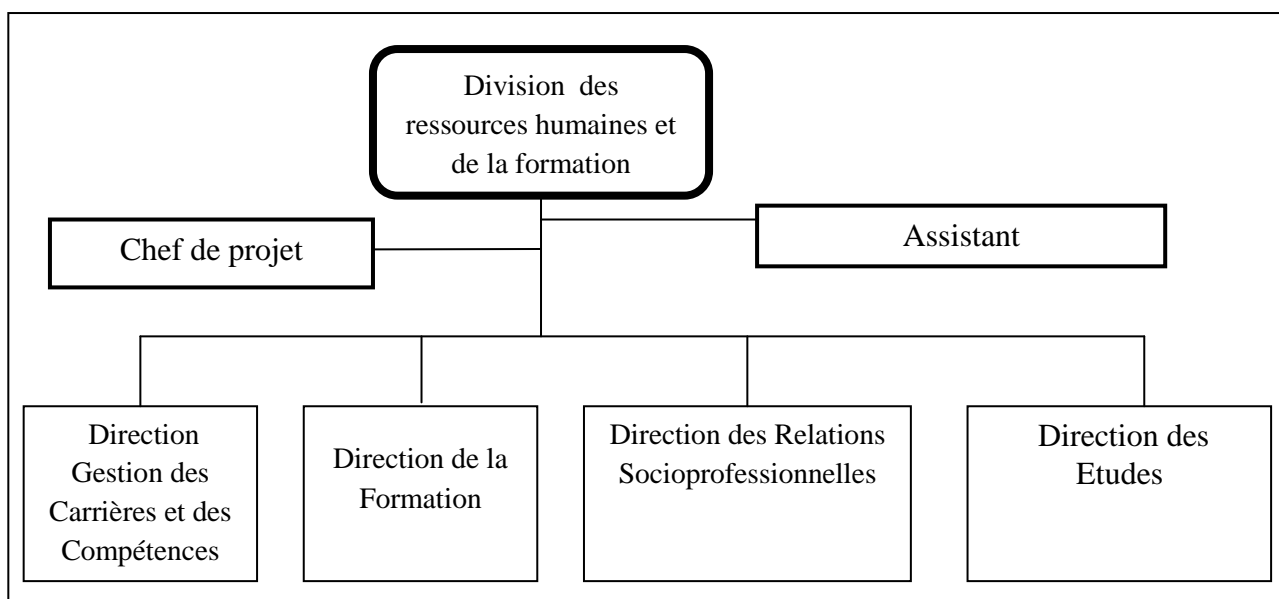 Division des
ressources humaines et
de la formation
Chef de projet
Assistant
Direction
Gestion des
Carrières et des
Compétences
Direction de la
Formation
Direction des Relations
Socioprofessionnelles
Direction des
Etudes